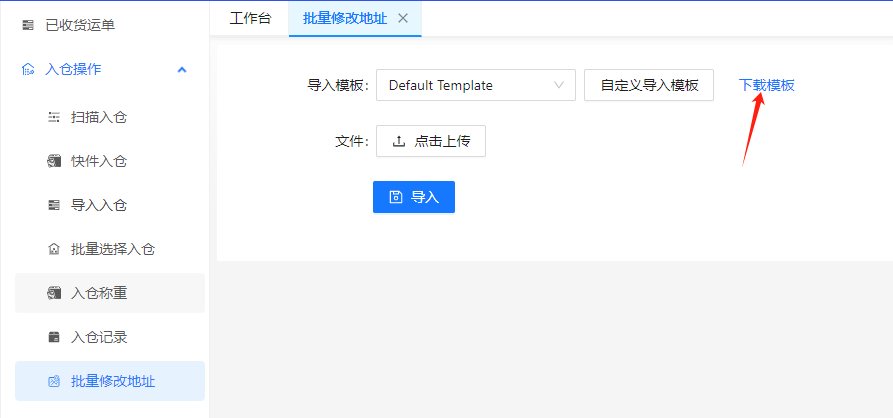 已收货运单
入仓操作
扫描入仓
快件入仓
导入入仓
批量选择入仓
入仓称重
入仓记录
批量修改地址
工作台 批量修改地址
导入模板: Default Template 自定义导入模板 下载模板
文件: 点击上传
导入